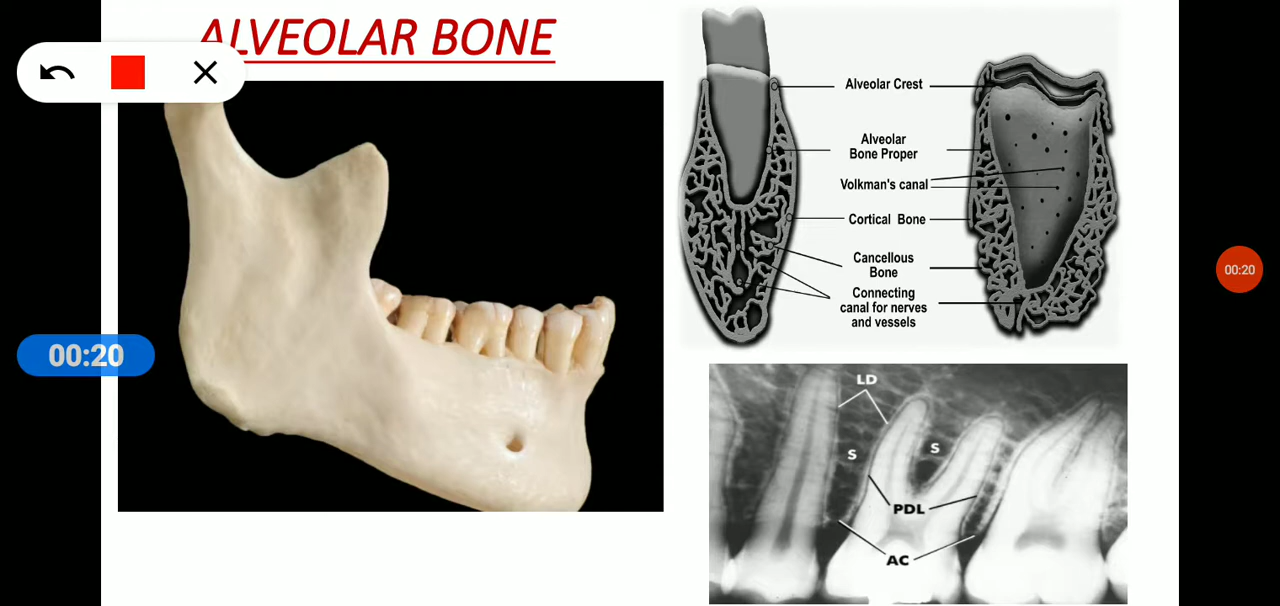 ALVEOLAR BONE
00:20
Alveolar Crest
Alveolar
Bone Proper
Volkman's canal
Cortical Bone
Cancellous
Bone
Connecting
canal for nerves
and vessels
00:20
LD
S
S
PDL
AC